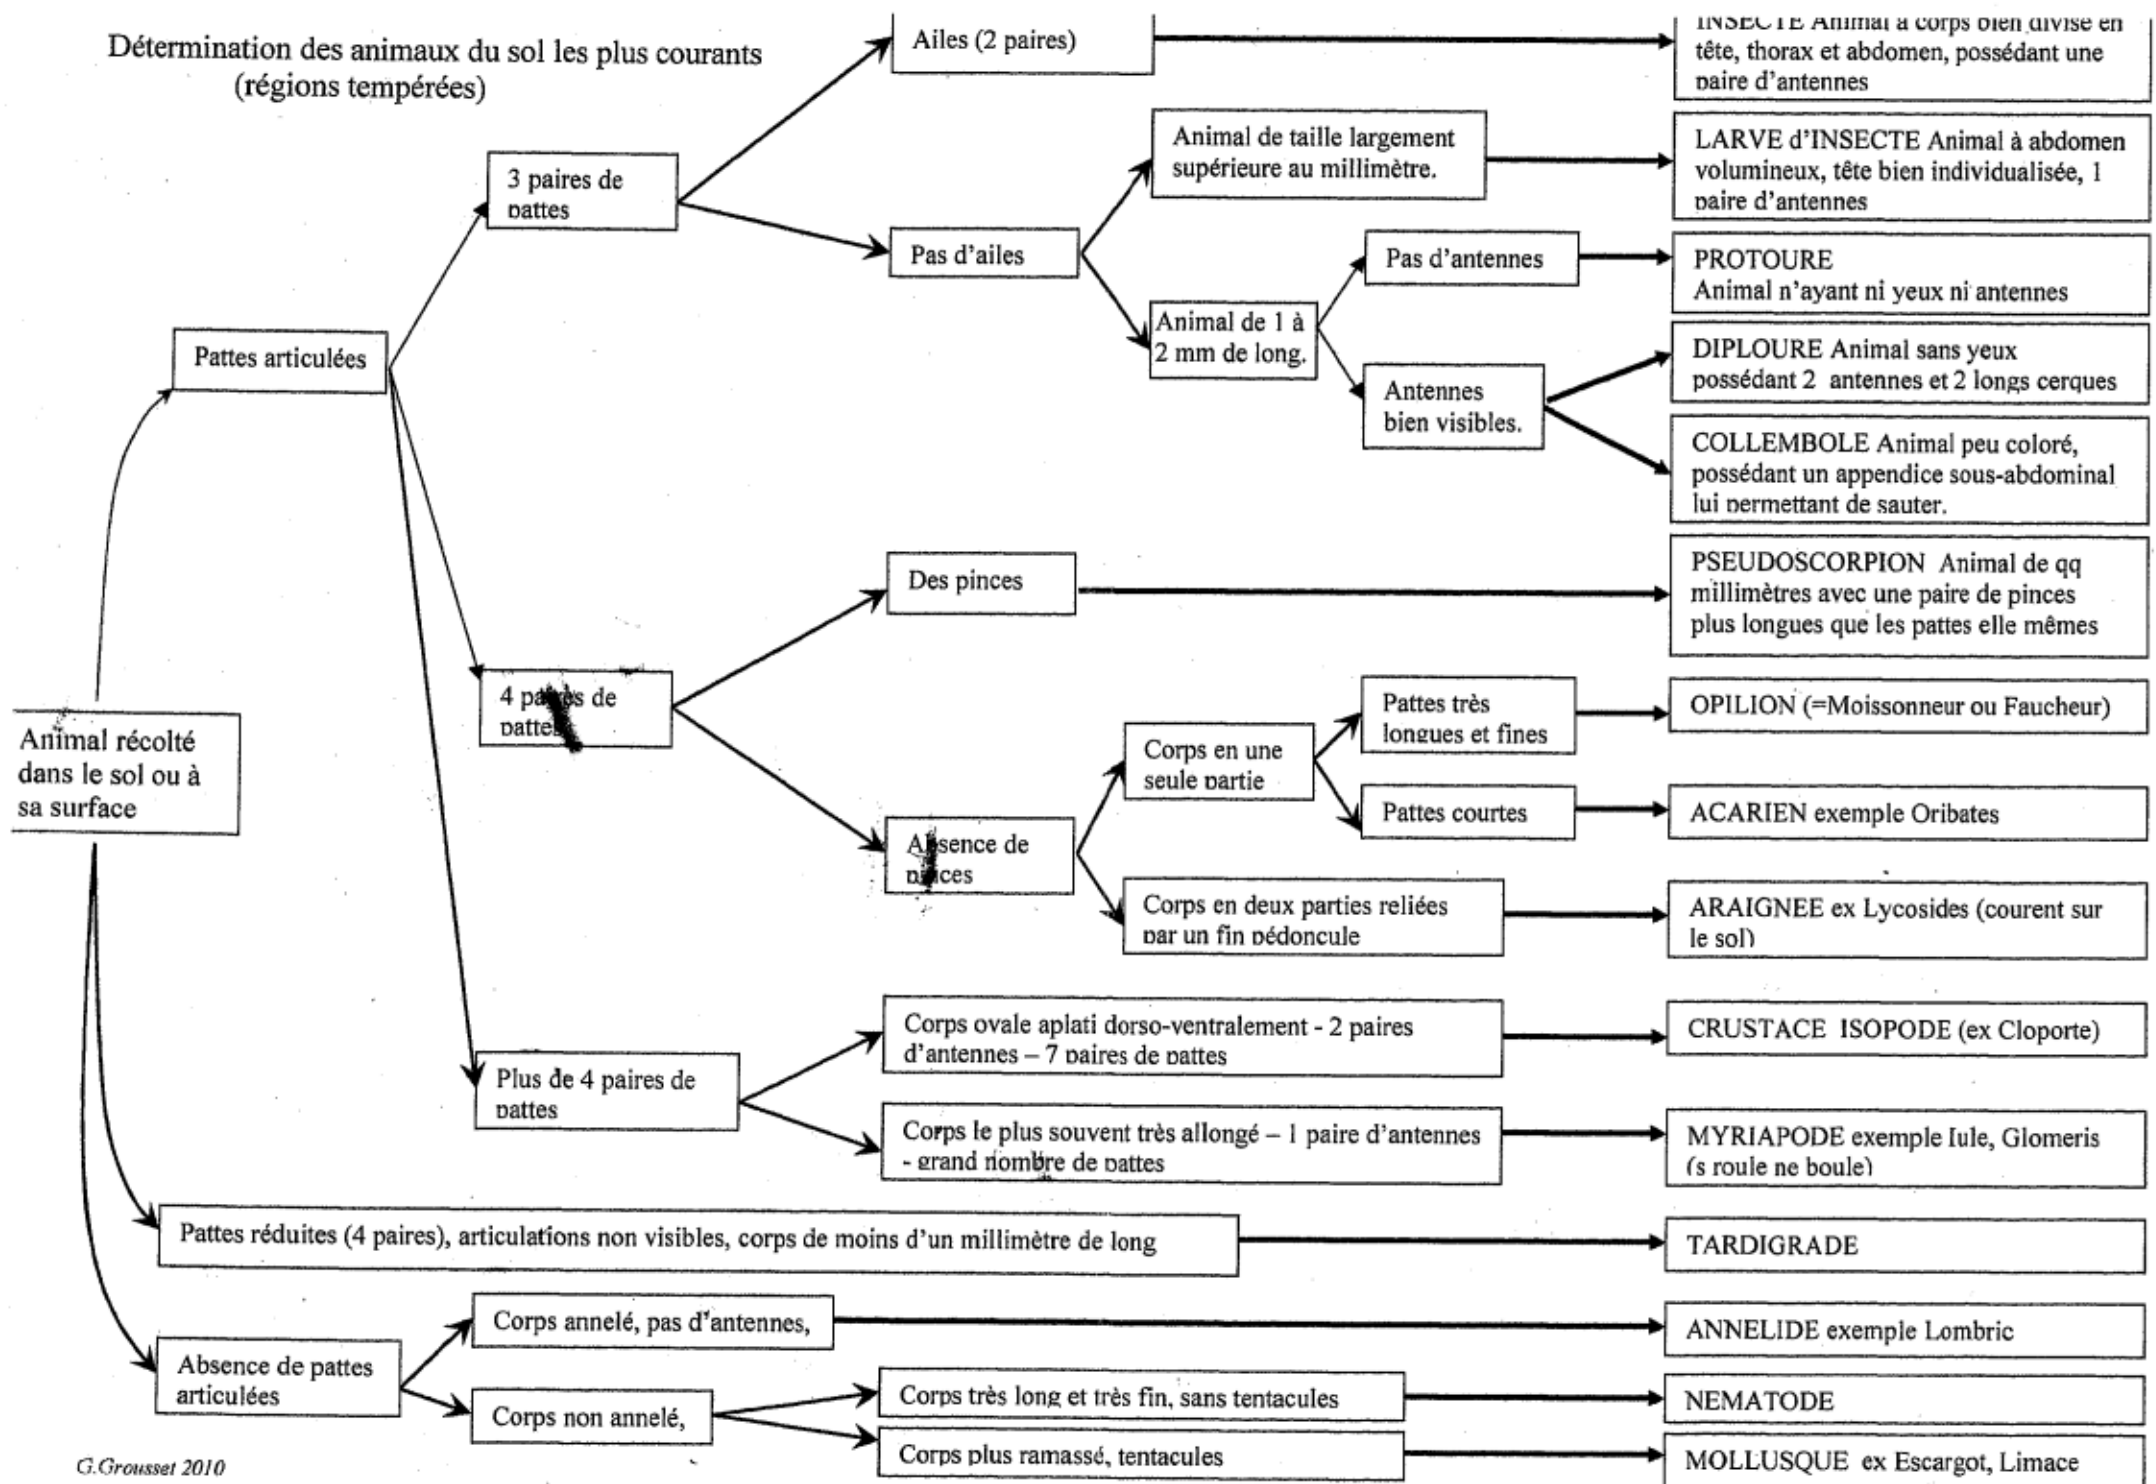 Détermination des animaux du sol les plus courants
(régions tempérées)
Ailes (2 paires)
INSECTE Animal à corps bien divisé en
tête, thorax et abdomen, possédant une
paire d'antennes
3 paires de
pattes
Animal de taille largement
supérieure au millimètre.
LARVE d'INSECTE Animal à abdomen
volumineux, tête bien individualisée, 1
paire d'antennes
Pas d'ailes
Pas d'antennes
PROTOURE
Animal n'ayant ni yeux ni antennes
Animal de 1 à
2 mm de long.
Pattes articulées
Antennes
bien visibles.
DIPLOURE Animal sans yeux
possédant 2 antennes et 2 longs cerques
COLLEMBOLE Animal peu coloré,
possédant un appendice sous-abdominal
lui permettant de sauter.
Des pinces
PSEUDOSCORPION Animal de qq
millimètres avec une paire de pinces
plus longues que les pattes elle mêmes
4 paires de
pattes
Animal récolté
dans le sol ou à
sa surface
Corps en une
seule partie
Pattes très
longues et fines
OPILION (=Moissonneur ou Faucheur)
Pattes courtes
ACARIEN exemple Oribates
Absence de
pinces
Corps en deux parties reliées
par un fin pédoncule
ARAIGNEE ex Lycosides (courent sur
le sol)
Plus de 4 paires de
pattes
Corps ovale aplati dorso-ventralement - 2 paires
d'antennes – 7 paires de pattes
CRUSTACE ISOPODE (ex Cloporte)
Corps le plus souvent très allongé – 1 paire d'antennes
- grand nombre de pattes
MYRIAPODE exemple Iule, Glomeris
(s roule ne boule)
Pattes réduites (4 paires), articulations non visibles, corps de moins d'un millimètre de long
TARDIGRADE
Absence de pattes
articulées
Corps annelé, pas d'antennes,
ANNELIDE exemple Lombric
Corps non annelé,
Corps très long et très fin, sans tentacules
NEMATODE
Corps plus ramassé, tentacules
MOLLUSQUE ex Escargot, Limace
G.Grousset 2010